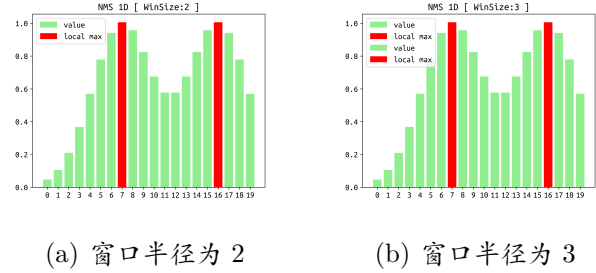 NMS 1D [ WinSize:2 ]
value
local max
1.0
0.8
0.6
0.4
0.2
0.0
0 1 2 3 4 5 6 7 8 9 10 11 12 13 14 15 16 17 18 19
(a) 窗口半径为 2
NMS 1D [ WinSize:3 ]
value
local max
value
local max
1.0
0.8
0.6
0.4
0.2
0.0
0 1 2 3 4 5 6 7 8 9 10 11 12 13 14 15 16 17 18 19
(b) 窗口半径为 3